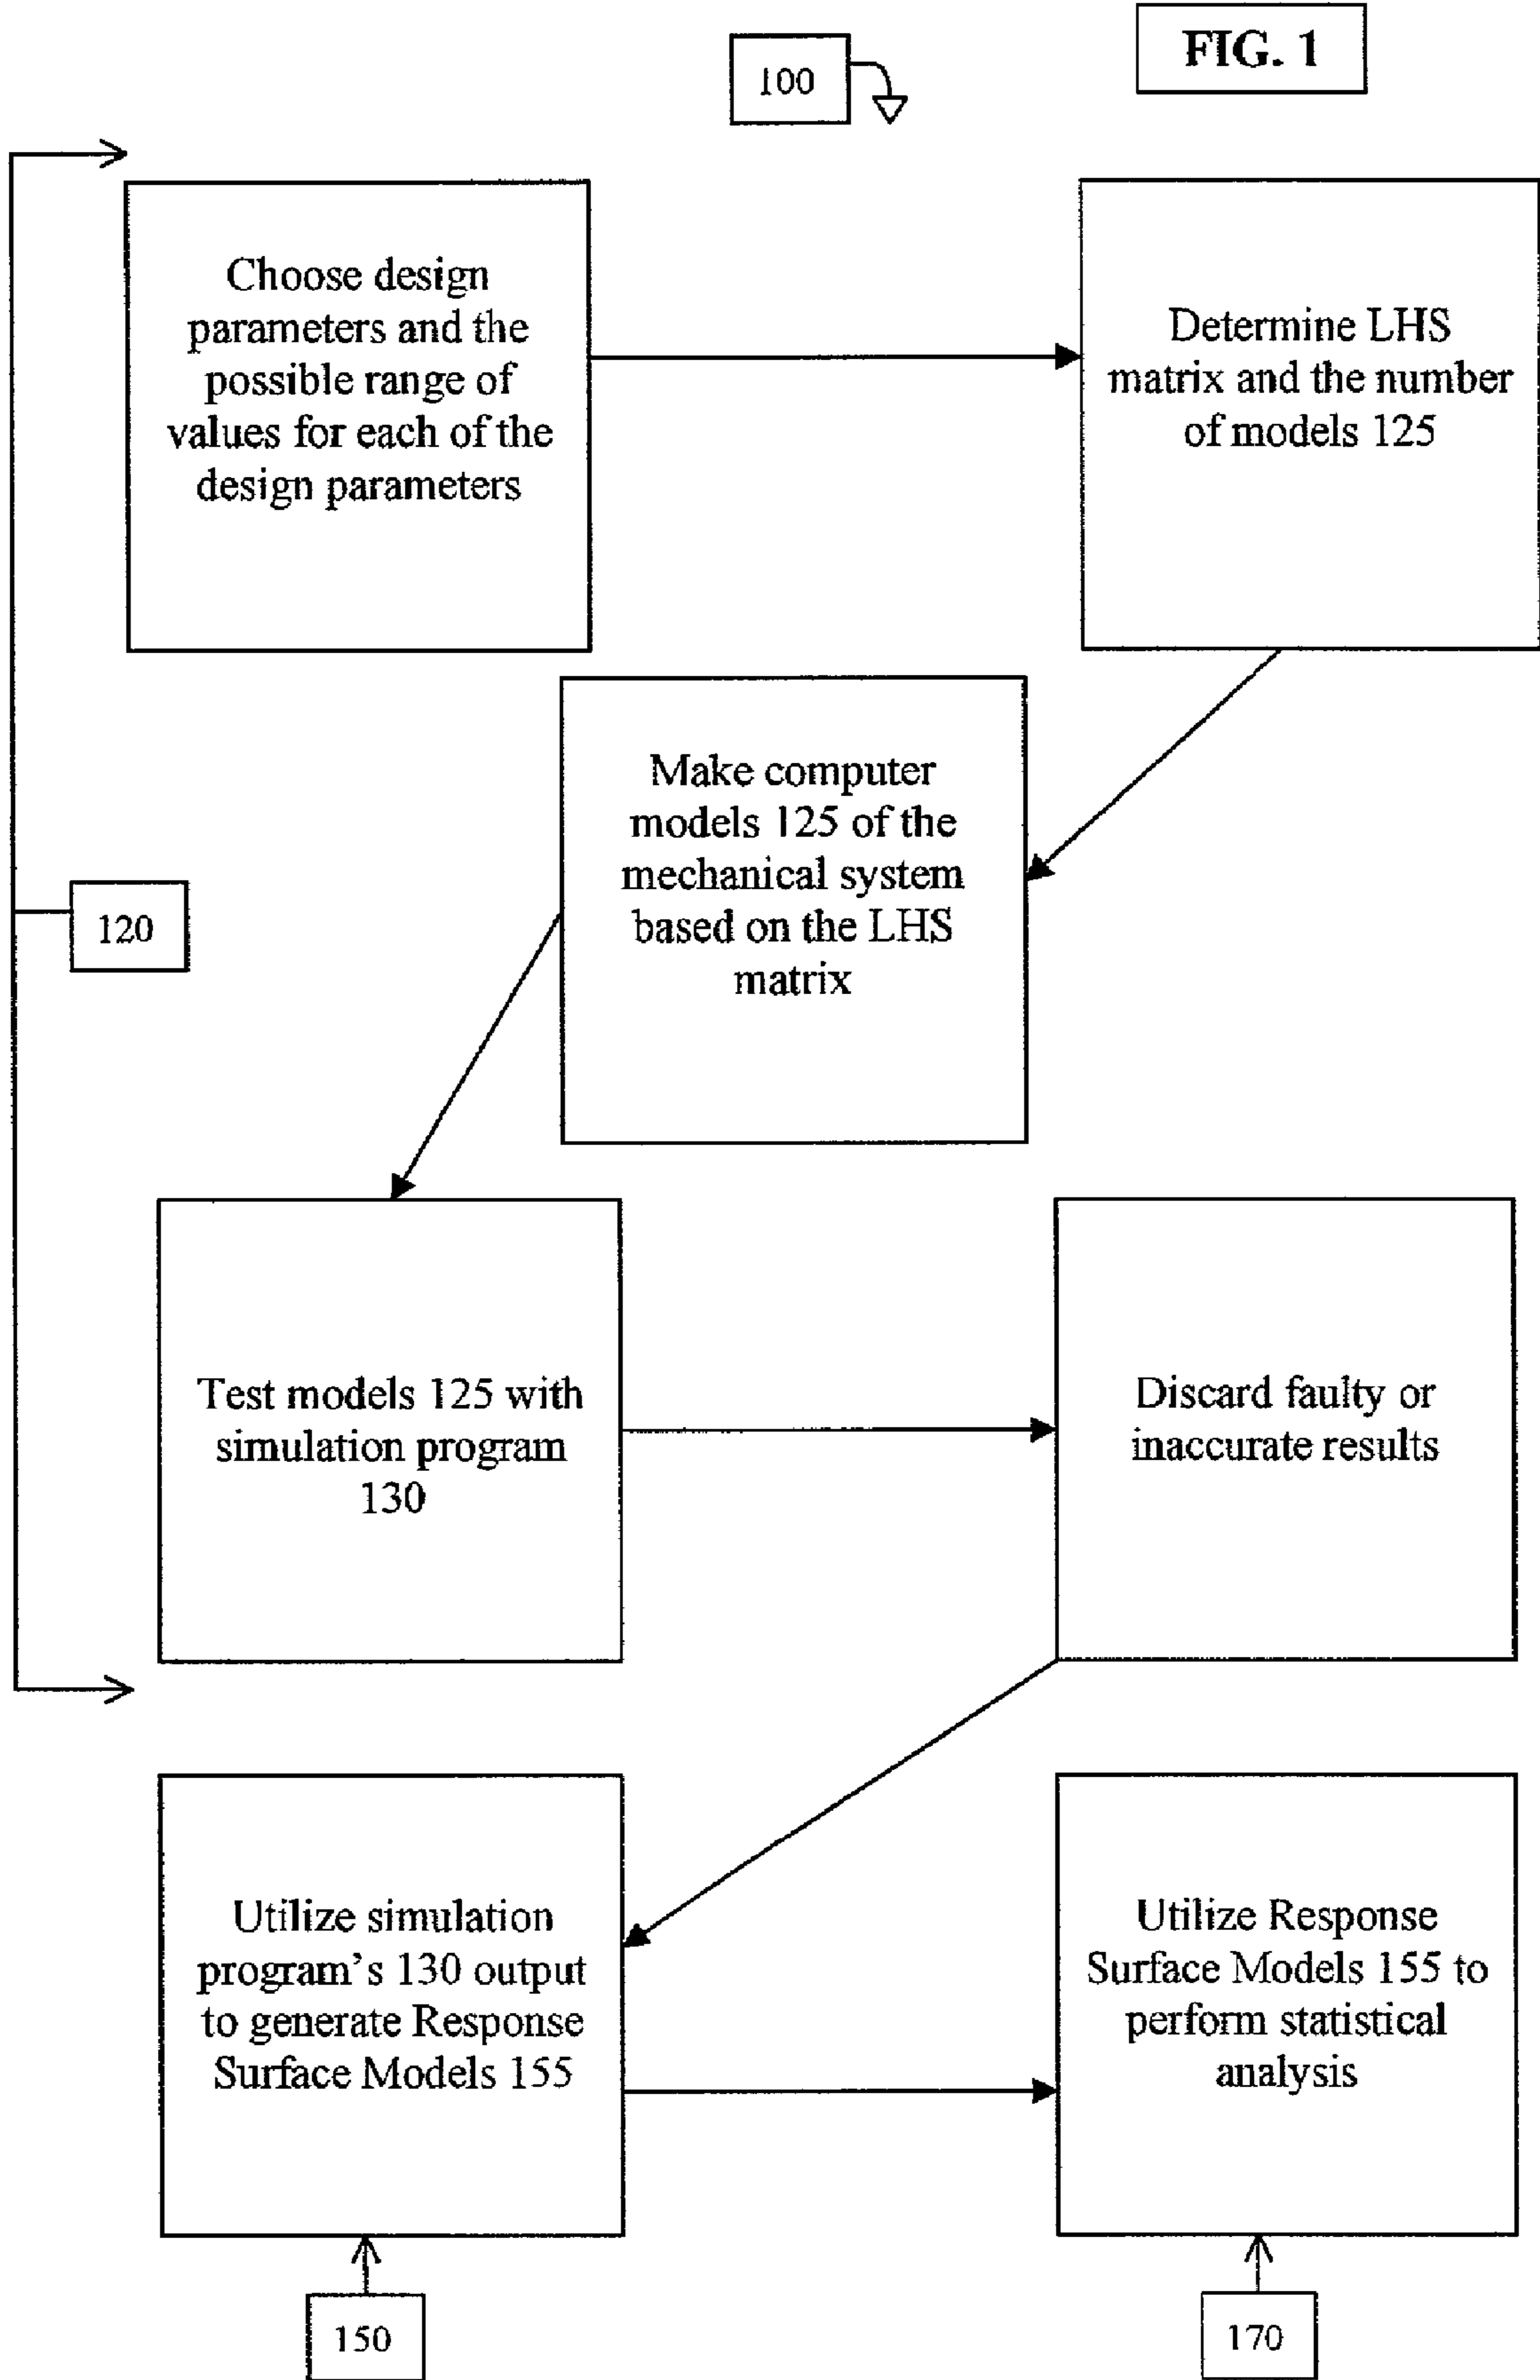 FIG. 1
100
Choose design
parameters and the
possible range of
values for each of the
design parameters
Determine LHS
matrix and the number
of models 125
Make computer
models 125 of the
mechanical system
based on the LHS
matrix
120
Test models 125 with
simulation program
130
Discard faulty or
inaccurate results
Utilize simulation
program's 130 output
to generate Response
Surface Models 155
Utilize Response
Surface Models 155 to
perform statistical
analysis
150
170